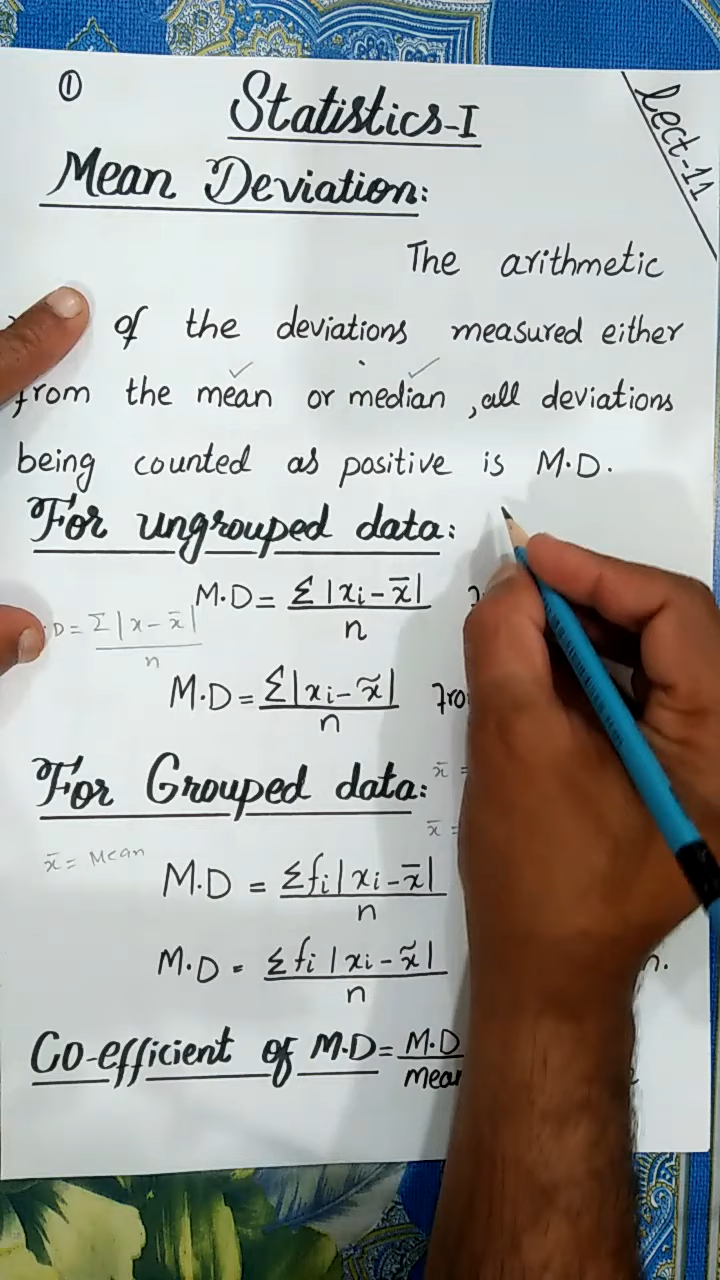 ①
Statistics-I
Lect-11
Mean Deviation:
The arithmetic
of the deviations measured either
from the mean or median, all deviations
being counted as positive is M.D.
For ungrouped data:
M.D = Σ|xi - x̄| / n
D = Σ|x - x̄| / n
M.D = Σ|xi - x̃| / n
For Grouped data:
x̄ =
x̄ =
x̄ = Mean
M.D = Σfi|xi - x̄| / n
M.D = Σfi|xi - x̃| / n
Co-efficient of M.D = M.D / Mean